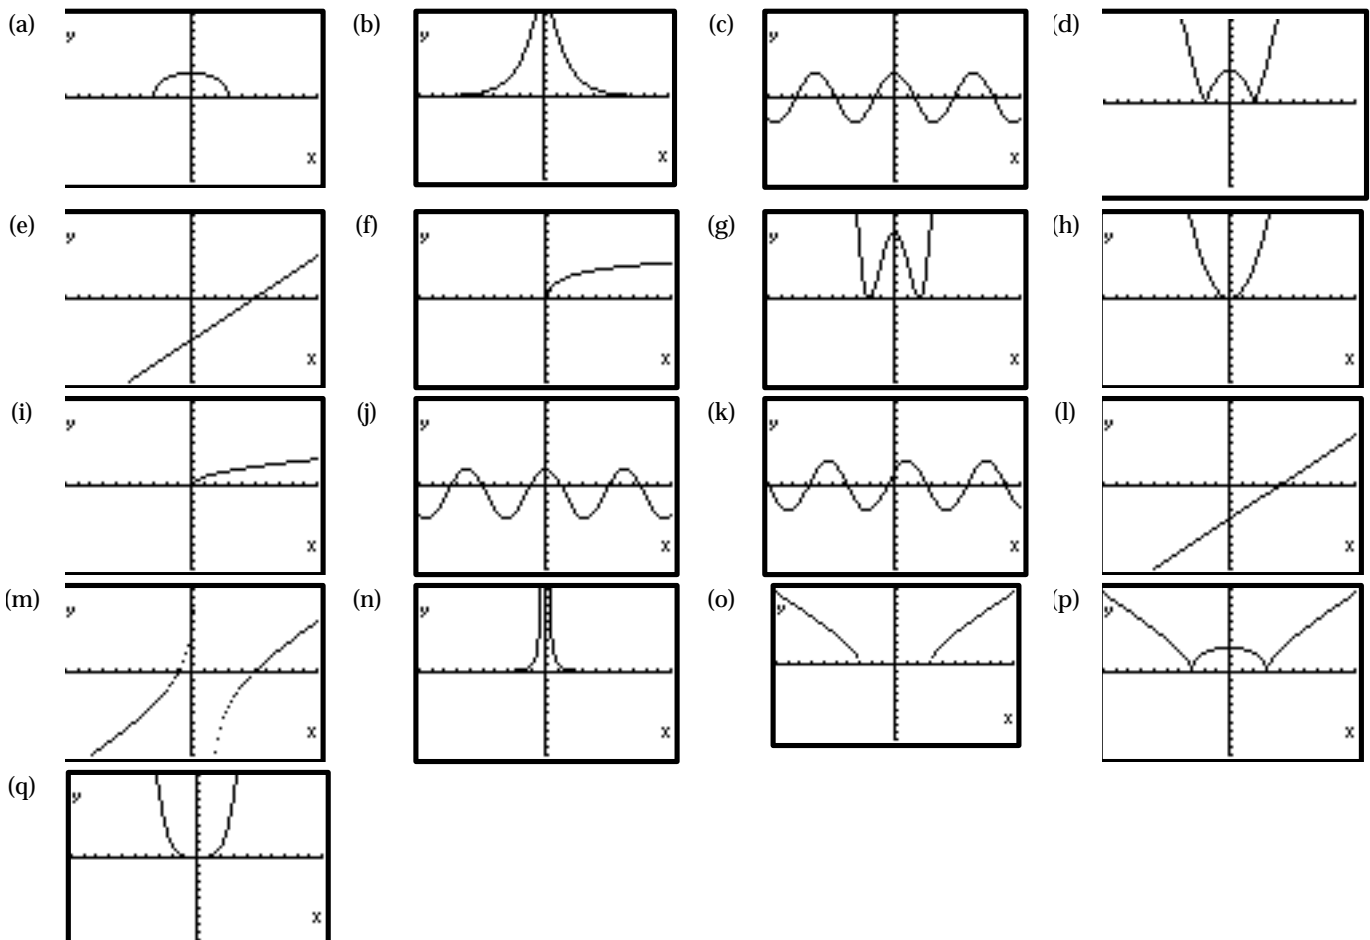 (a) y x (b) y x (c) y x (d)
(e) y x (f) y x (g) y x (h) y x
(i) y x (j) y x (k) y x (l) y x
(m) y x (n) y x (o) y x (p) y x
(q) y x